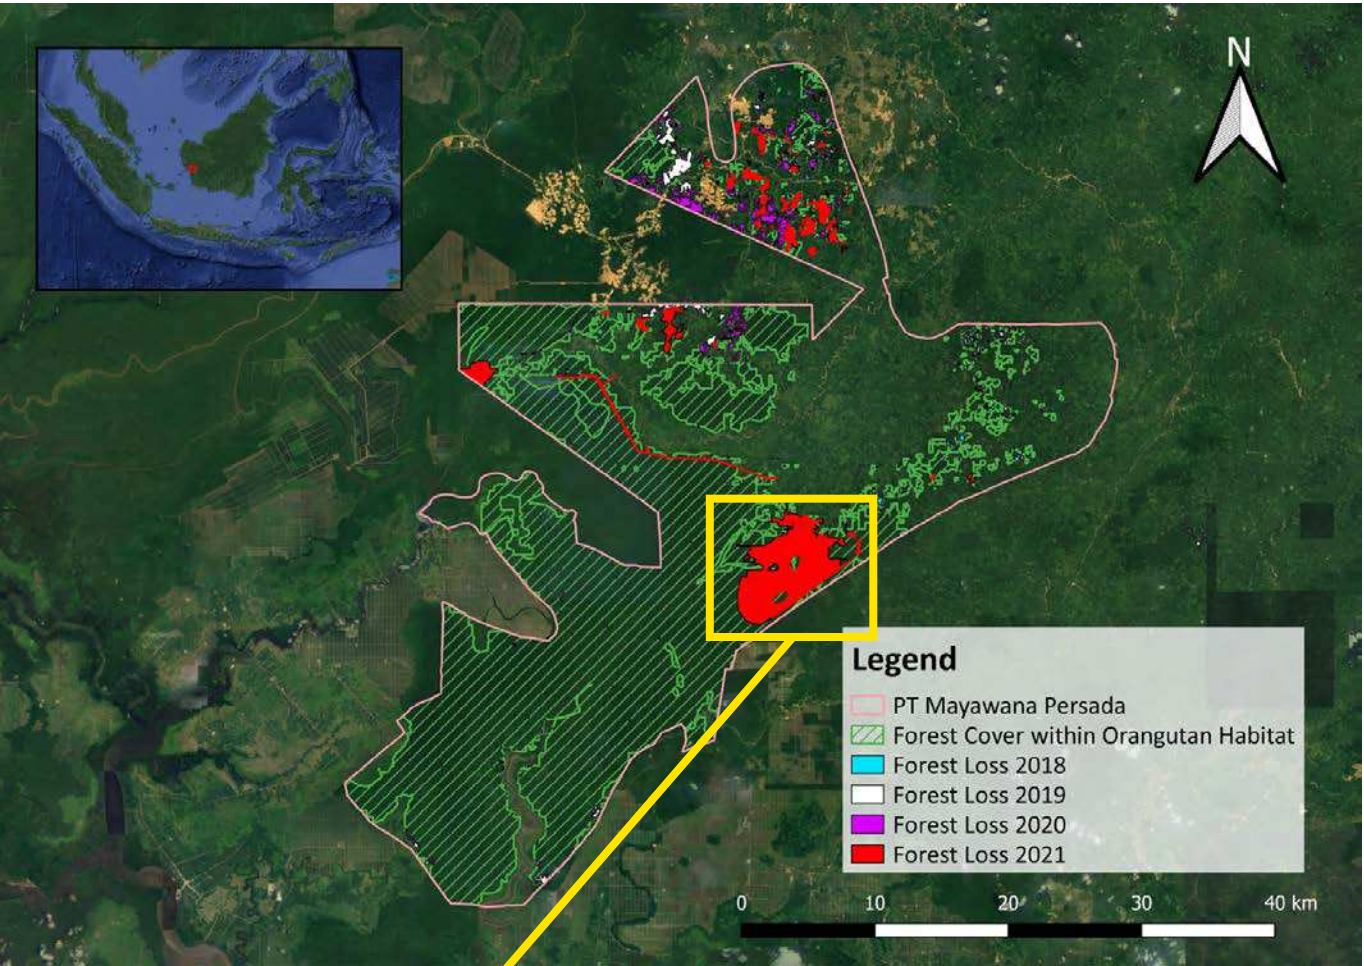 N
Legend
PT Mayawana Persada
Forest Cover within Orangutan Habitat
Forest Loss 2018
Forest Loss 2019
Forest Loss 2020
Forest Loss 2021
0 10 20 30 40 km